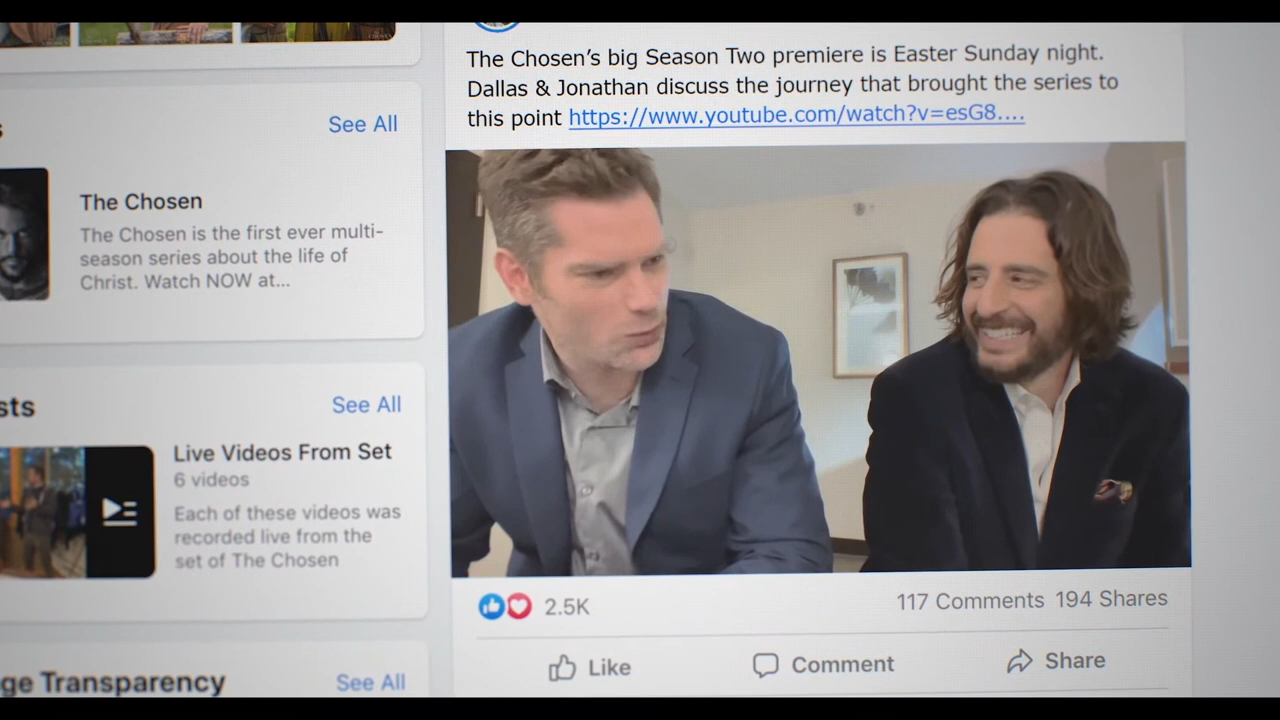 The Chosen’s big Season Two premiere is Easter Sunday night.
Dallas & Jonathan discuss the journey that brought the series to
this point https://www.youtube.com/watch?v=esG8....
s
See All
The Chosen
The Chosen is the first ever multi-
season series about the life of
Christ. Watch NOW at...
sts
See All
Live Videos From Set
6 videos
Each of these videos was
recorded live from the
set of The Chosen
ge Transparency
See All
2.5K
117 Comments 194 Shares
Like
Comment
Share